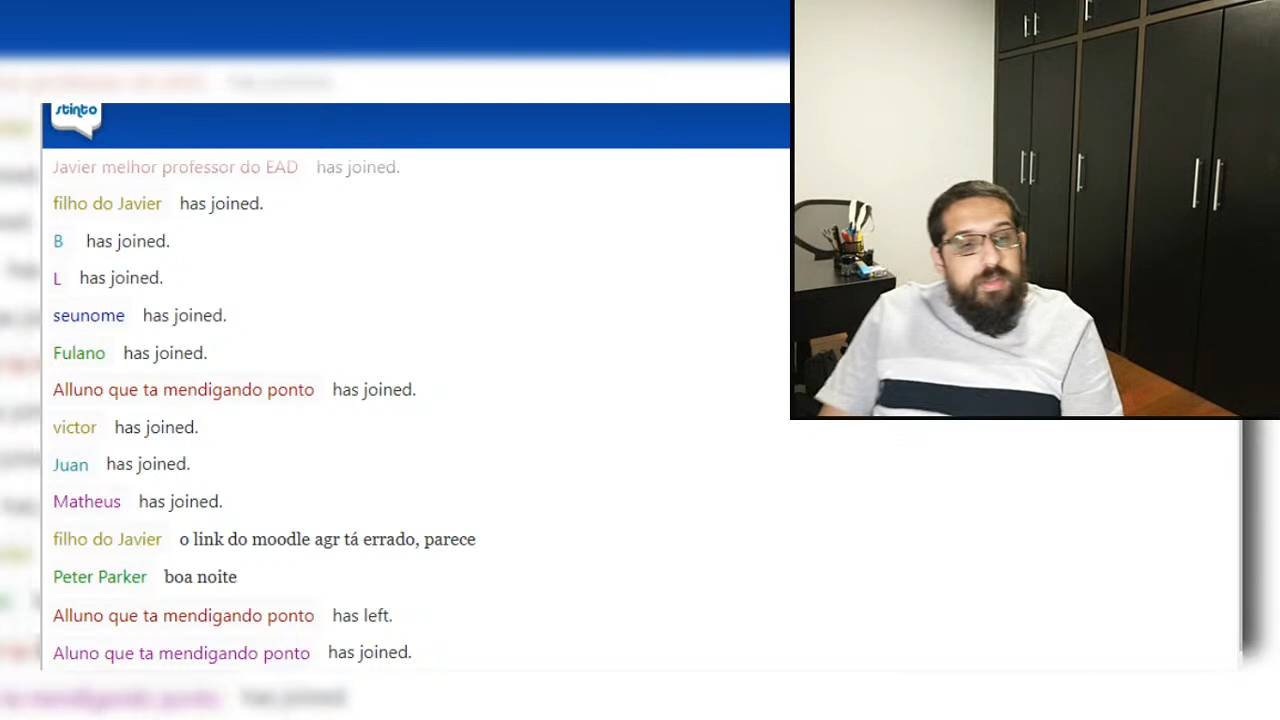 stinto
Javier melhor professor do EAD has joined.
filho do Javier has joined.
B has joined.
L has joined.
seunome has joined.
Fulano has joined.
Alluno que ta mendigando ponto has joined.
victor has joined.
Juan has joined.
Matheus has joined.
filho do Javier o link do moodle agr tá errado, parece
Peter Parker boa noite
Alluno que ta mendigando ponto has left.
Aluno que ta mendigando ponto has joined.